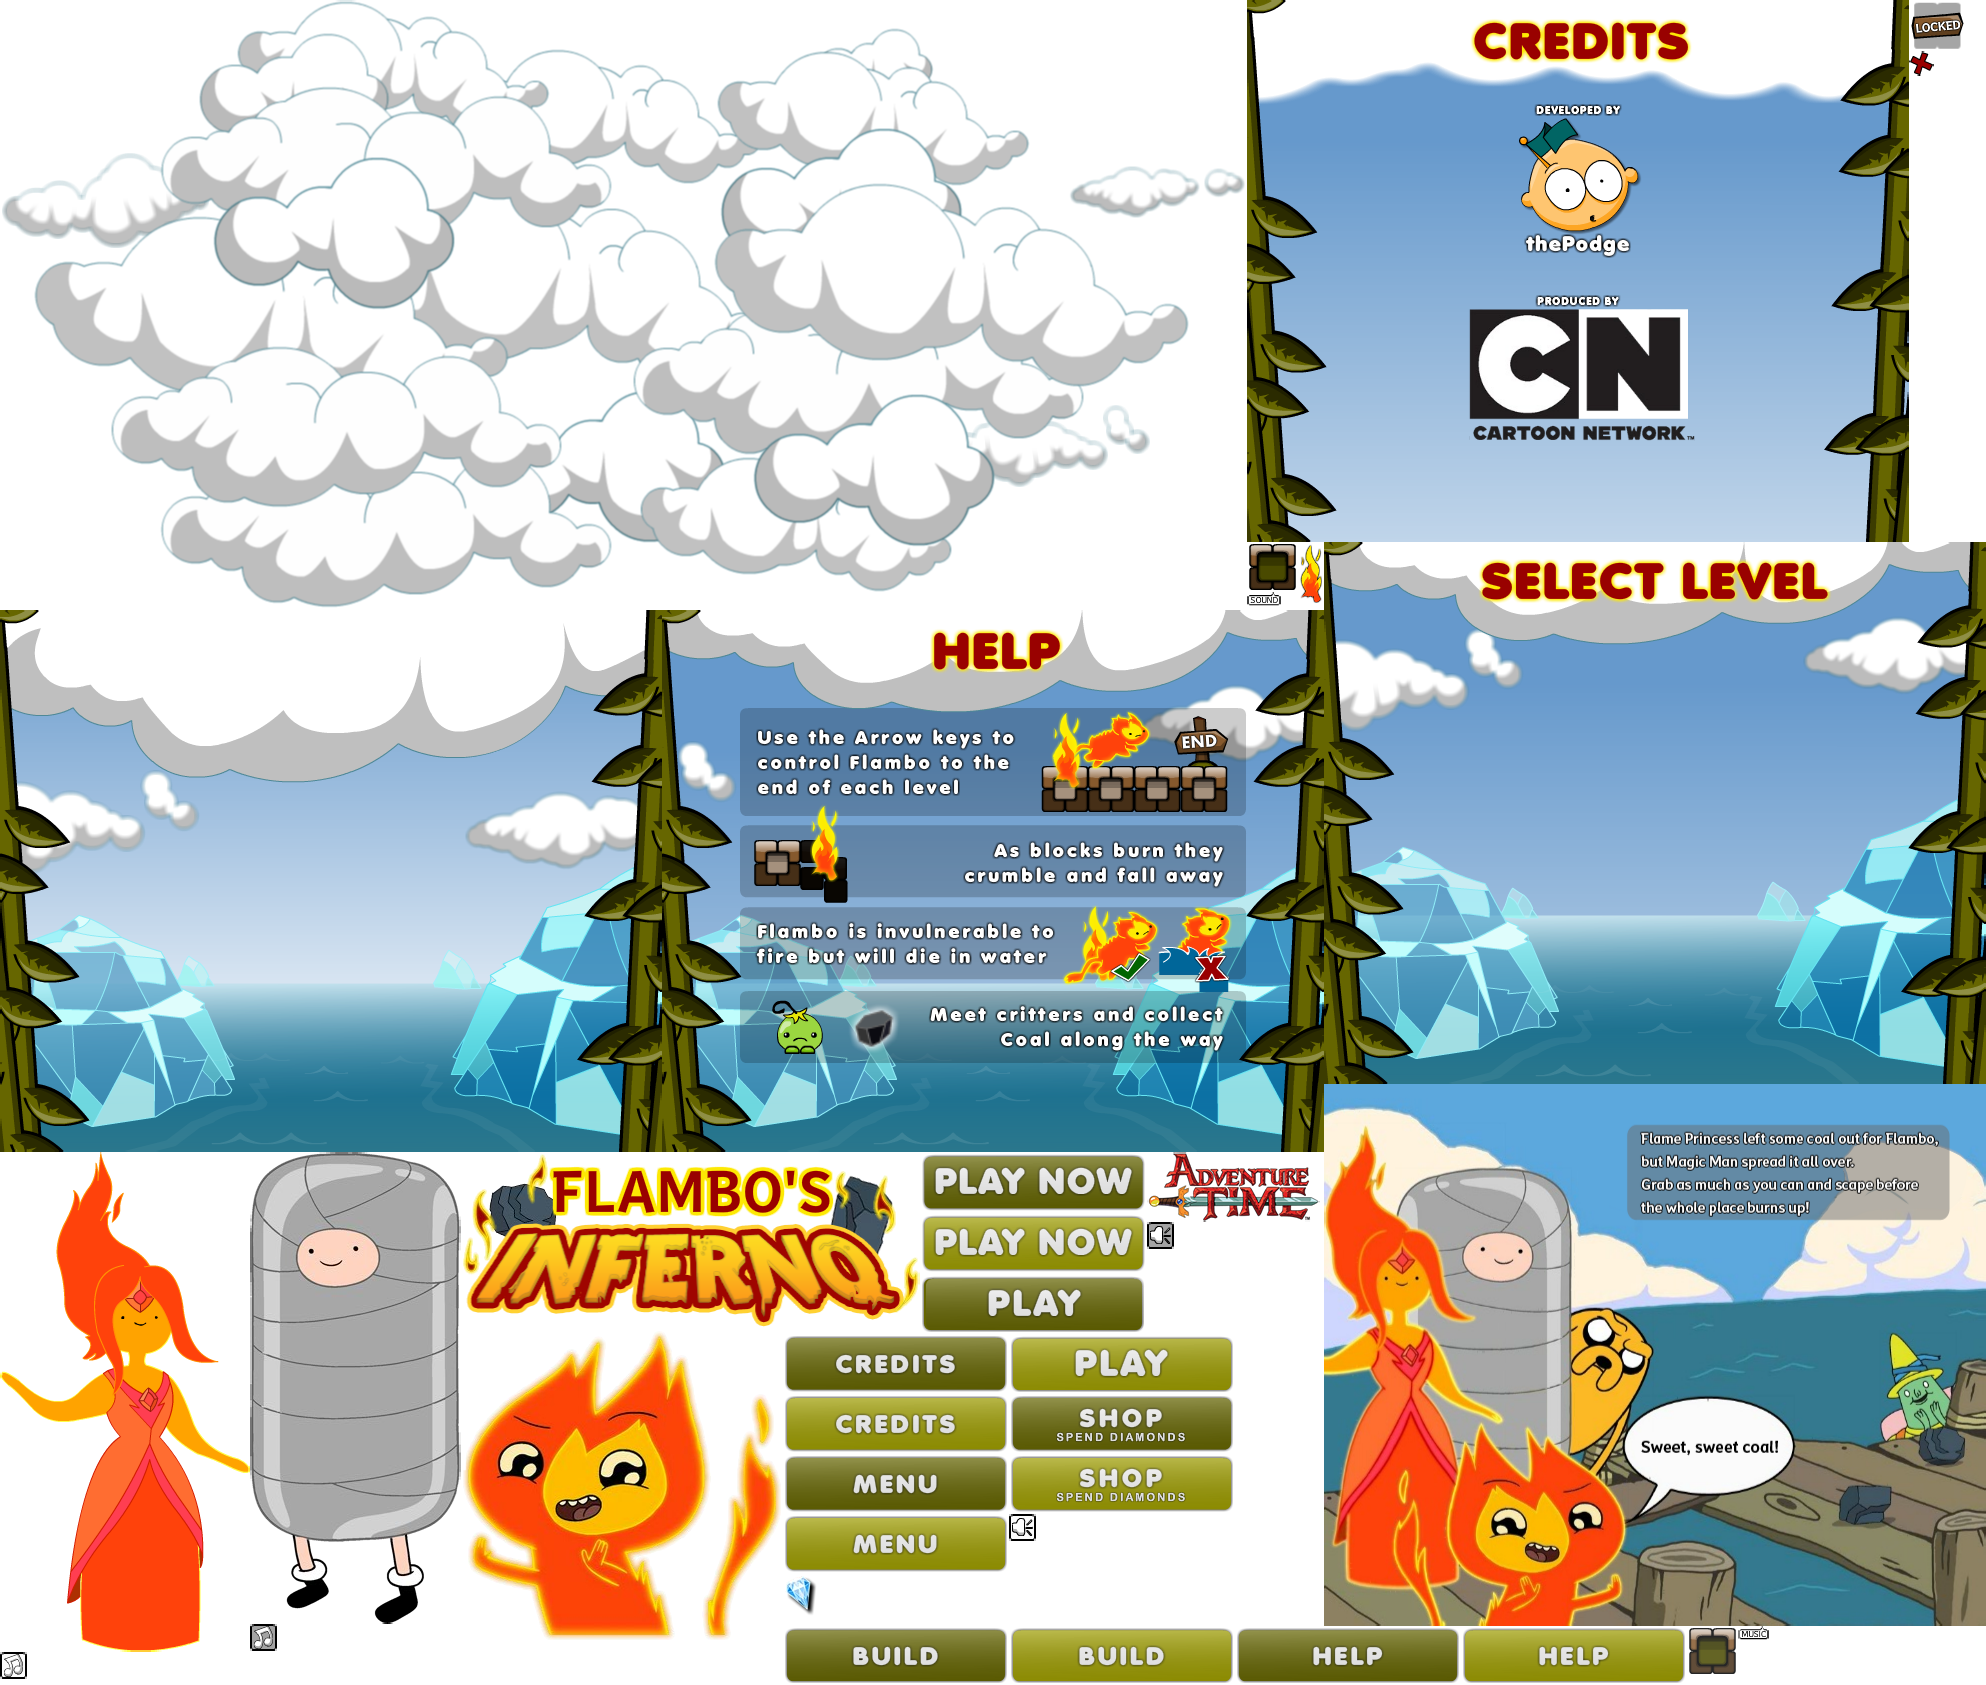 CREDITS
LOCKED
DEVELOPED BY
thePodge
PRODUCED BY
CN
CARTOON NETWORK™
SOUND
SELECT LEVEL
HELP
Use the Arrow keys to
control Flambo to the
end of each level
END
As blocks burn they
crumble and fall away
Flambo is invulnerable to
fire but will die in water
Meet critters and collect
Coal along the way
Flame Princess left some coal out for Flambo,
but Magic Man spread it all over.
Grab as much as you can and scape before
the whole place burns up!
Sweet, sweet coal!
FLAMBO'S
INFERNO
PLAY NOW
ADVENTURE
TIME™
PLAY NOW
PLAY
CREDITS
PLAY
CREDITS
SHOP
SPEND DIAMONDS
MENU
SHOP
SPEND DIAMONDS
MENU
BUILD
BUILD
HELP
HELP
MUSIC